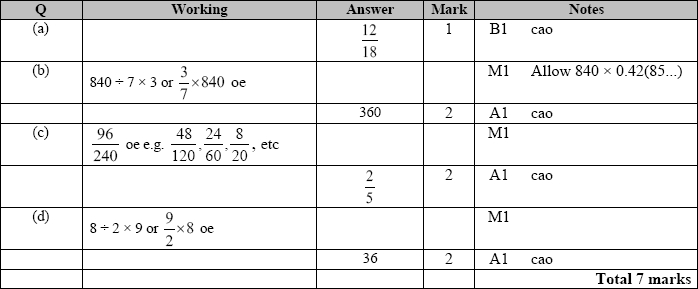 Q Working Answer Mark Notes
(a) 12/18 1 B1 cao
(b) 840 ÷ 7 × 3 or 3/7 × 840 oe M1 Allow 840 × 0.42(85...)
360 2 A1 cao
(c) 96/240 oe e.g. 48/120, 24/60, 8/20, etc M1
2/5 2 A1 cao
(d) 8 ÷ 2 × 9 or 9/2 × 8 oe M1
36 2 A1 cao
Total 7 marks